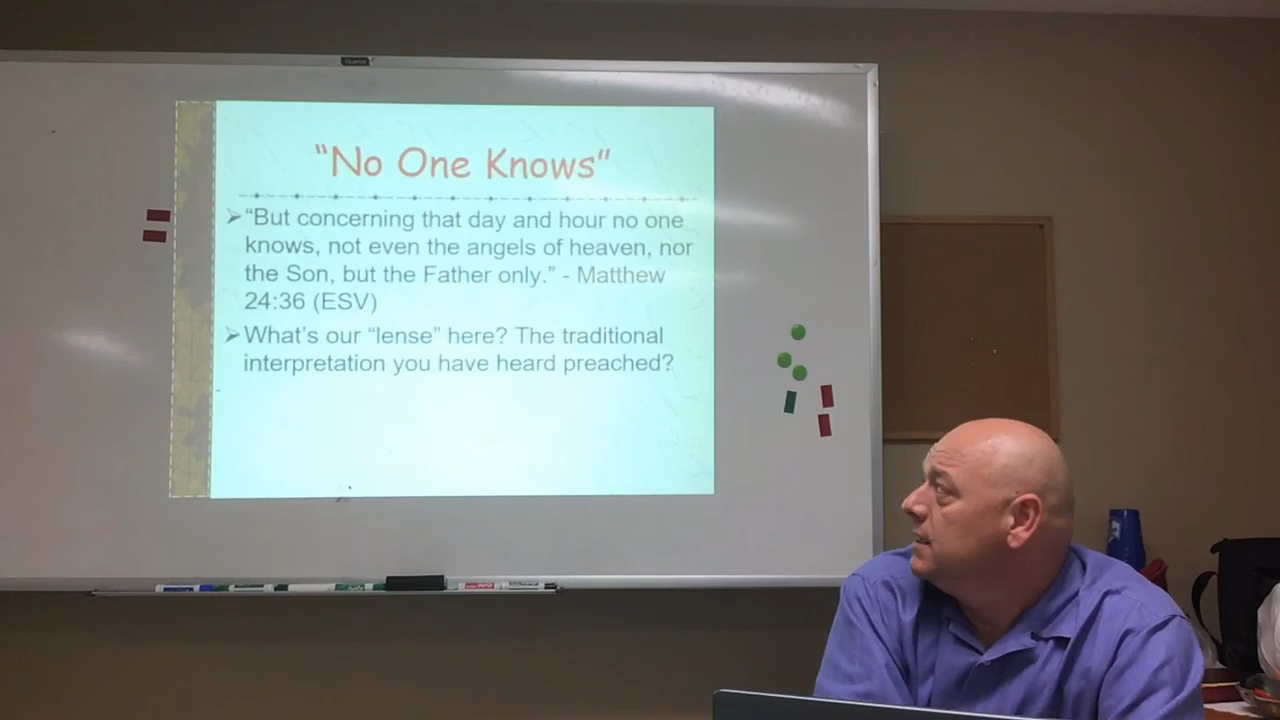 “No One Knows”
“But concerning that day and hour no one
knows, not even the angels of heaven, nor
the Son, but the Father only.” - Matthew
24:36 (ESV)
What’s our “lense” here? The traditional
interpretation you have heard preached?